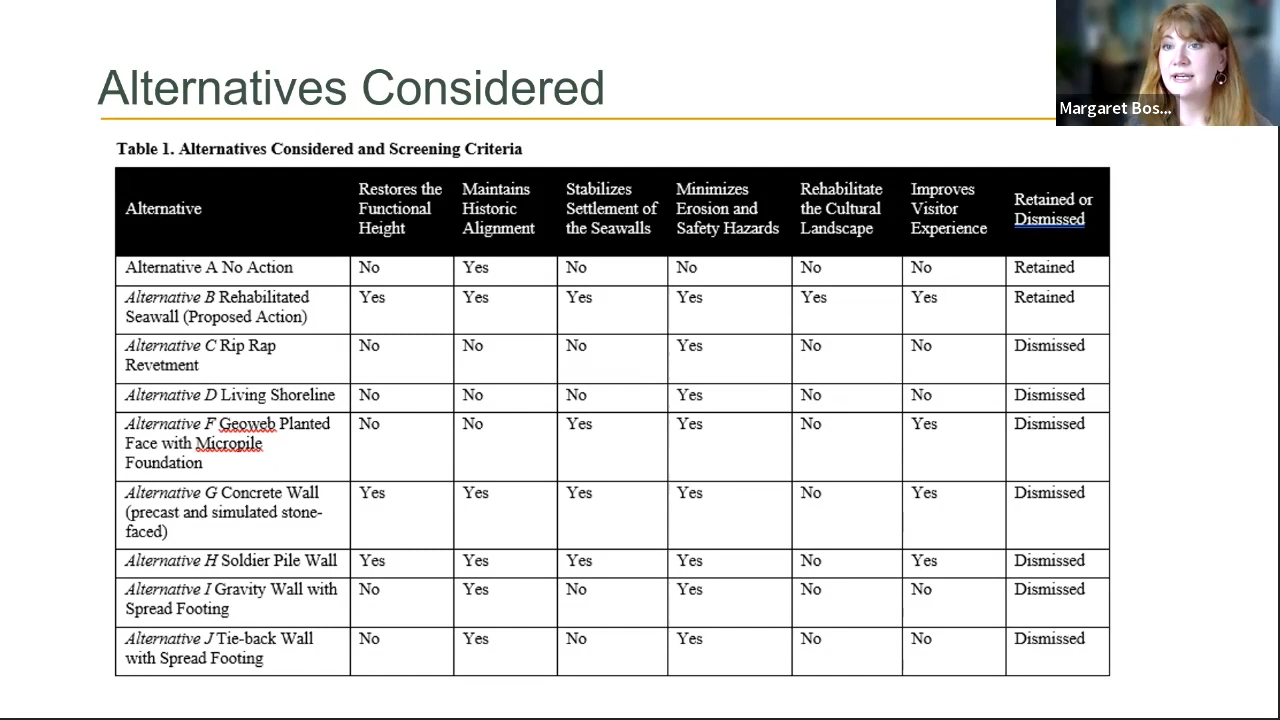 Alternatives Considered
Margaret Bos...
Table 1. Alternatives Considered and Screening Criteria
Alternative
Restores the
Functional
Height
Maintains
Historic
Alignment
Stabilizes
Settlement of
the Seawalls
Minimizes
Erosion and
Safety Hazards
Rehabilitate
the Cultural
Landscape
Improves
Visitor
Experience
Retained or
Dismissed
Alternative A No Action No Yes No No No No Retained
Alternative B Rehabilitated Yes Yes Yes Yes Yes Yes Retained
Seawall (Proposed Action)
Alternative C Rip Rap No No No Yes No No Dismissed
Revetment
Alternative D Living Shoreline No No No Yes No No Dismissed
Alternative F Geoweb Planted No No Yes Yes No Yes Dismissed
Face with Micropile
Foundation
Alternative G Concrete Wall Yes Yes Yes Yes No Yes Dismissed
(precast and simulated stone-
faced)
Alternative H Soldier Pile Wall Yes Yes Yes Yes No Yes Dismissed
Alternative I Gravity Wall with No Yes No Yes No No Dismissed
Spread Footing
Alternative J Tie-back Wall No Yes No Yes No No Dismissed
with Spread Footing